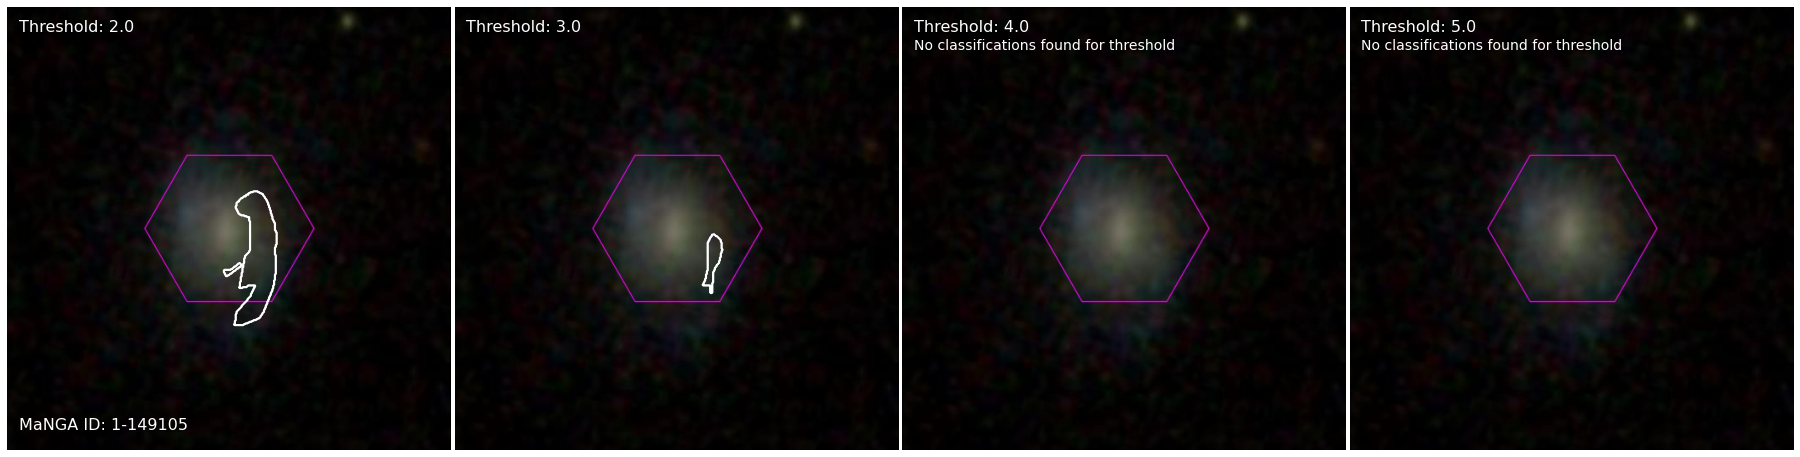 Threshold: 2.0
MaNGA ID: 1-149105
Threshold: 3.0
Threshold: 4.0
No classifications found for threshold
Threshold: 5.0
No classifications found for threshold